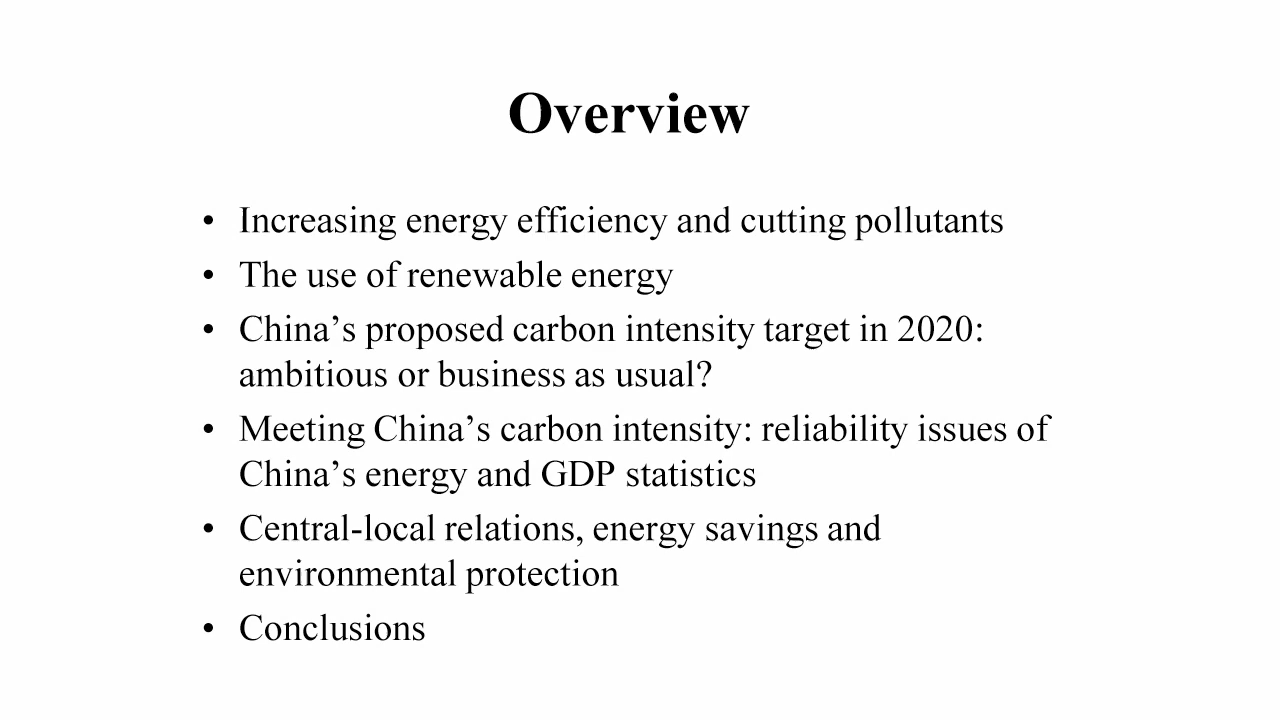 Overview
• Increasing energy efficiency and cutting pollutants
• The use of renewable energy
• China’s proposed carbon intensity target in 2020:
ambitious or business as usual?
• Meeting China’s carbon intensity: reliability issues of
China’s energy and GDP statistics
• Central-local relations, energy savings and
environmental protection
• Conclusions